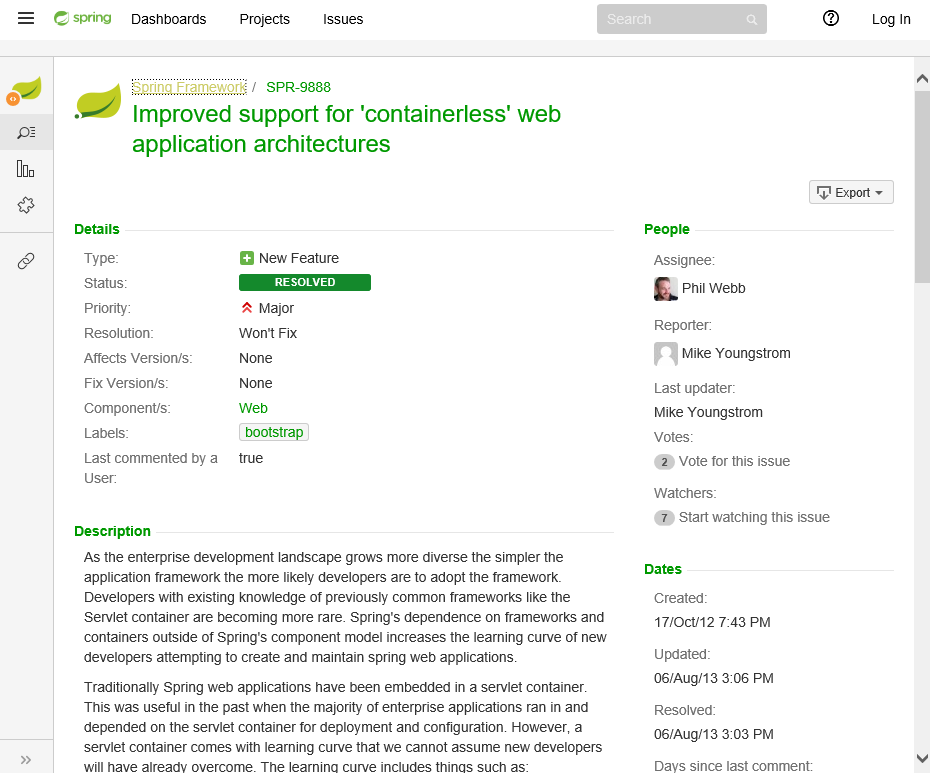 spring Dashboards Projects Issues Search Log In
Spring Framework / SPR-9888
Improved support for 'containerless' web
application architectures
Export
Details
Type: New Feature
Status: RESOLVED
Priority: Major
Resolution: Won't Fix
Affects Version/s: None
Fix Version/s: None
Component/s: Web
Labels: bootstrap
Last commented by a true
User:
Description
As the enterprise development landscape grows more diverse the simpler the
application framework the more likely developers are to adopt the framework.
Developers with existing knowledge of previously common frameworks like the
Servlet container are becoming more rare. Spring's dependence on frameworks and
containers outside of Spring's component model increases the learning curve of new
developers attempting to create and maintain spring web applications.
Traditionally Spring web applications have been embedded in a servlet container.
This was useful in the past when the majority of enterprise applications ran in and
depended on the servlet container for deployment and configuration. However, a
servlet container comes with learning curve that we cannot assume new developers
will have already overcome. The learning curve includes things such as:
People
Assignee:
Phil Webb
Reporter:
Mike Youngstrom
Last updater:
Mike Youngstrom
Votes:
2 Vote for this issue
Watchers:
7 Start watching this issue
Dates
Created:
17/Oct/12 7:43 PM
Updated:
06/Aug/13 3:06 PM
Resolved:
06/Aug/13 3:03 PM
Days since last comment: